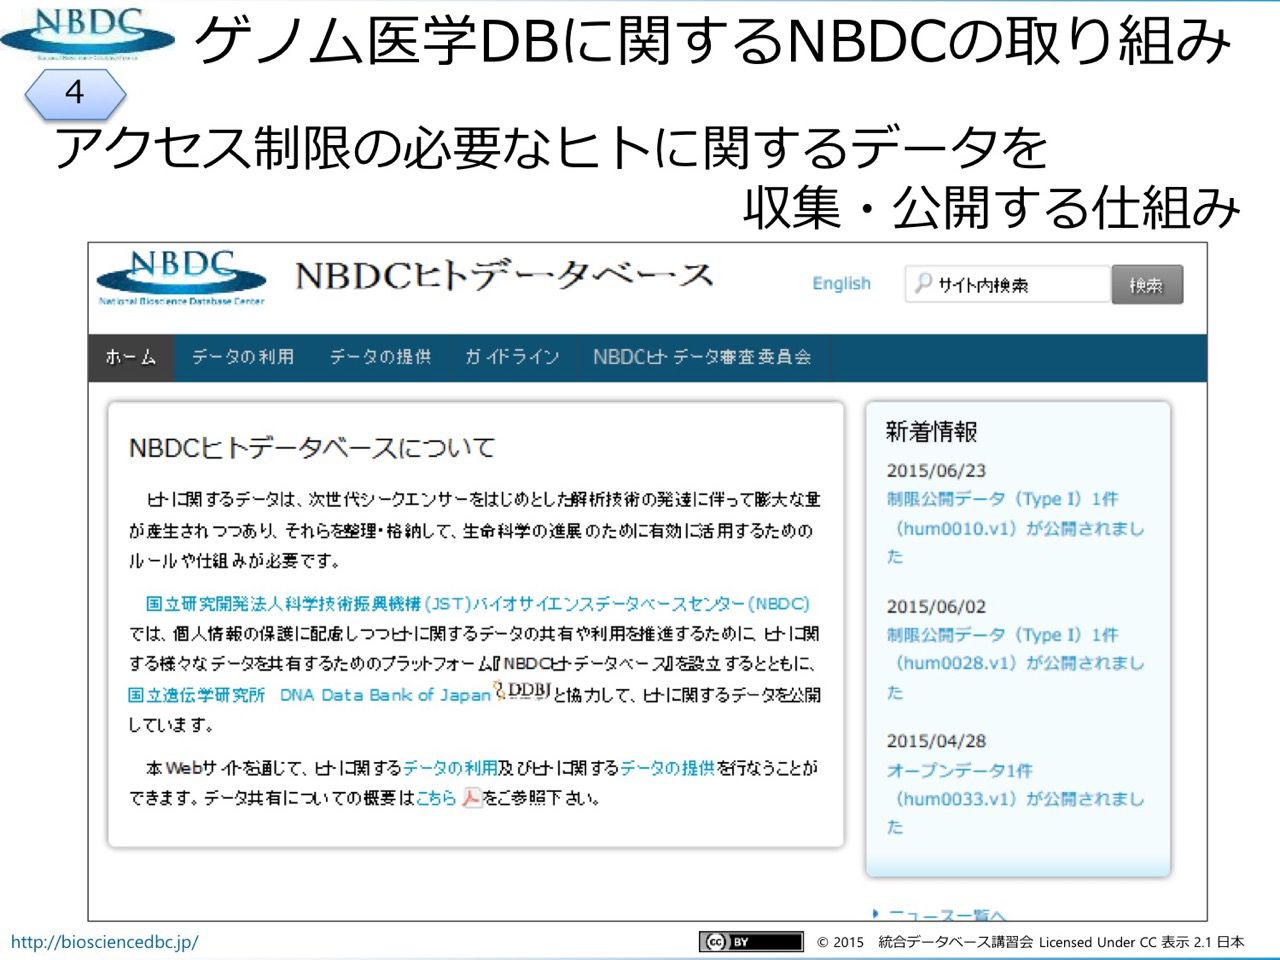 NBDC
ゲノム医学DBに関するNBDCの取り組み
4
アクセス制限の必要なヒトに関するデータを
収集・公開する仕組み
NBDC
National Bioscience Database Center
NBDCヒトデータベース
English
サイト内検索
検索
ホーム
データの利用
データの提供
ガイドライン
NBDCヒトデータ審査委員会
NBDCヒトデータベースについて
ヒトに関するデータは、次世代シークエンサーをはじめとした解析技術の発達に伴って膨大な量
が産生されつつあり、それらを整理・格納して、生命科学の進展のために有効に活用するための
ルールや仕組みが必要です。
国立研究開発法人科学技術振興機構(JST)バイオサイエンスデータベースセンター(NBDC)
では、個人情報の保護に配慮しつつヒトに関するデータの共有や利用を推進するために、ヒトに関
する様々なデータを共有するためのプラットフォーム『NBDCヒトデータベース』を設立するとともに、
国立遺伝学研究所 DNA Data Bank of Japan DDBJ と協力して、ヒトに関するデータを公開
しています。
本Webサイトを通じて、ヒトに関するデータの利用及びヒトに関するデータの提供を行なうことが
できます。データ共有についての概要はこちら をご参照下さい。
新着情報
2015/06/23
制限公開データ（Type I）1件
（hum0010.v1）が公開されまし
た
2015/06/02
制限公開データ（Type I）1件
（hum0028.v1）が公開されまし
た
2015/04/28
オープンデータ1件
（hum0033.v1）が公開されまし
た
ニュース一覧へ
http://biosciencedbc.jp/
cc BY
© 2015 統合データベース講習会 Licensed Under CC 表示 2.1 日本